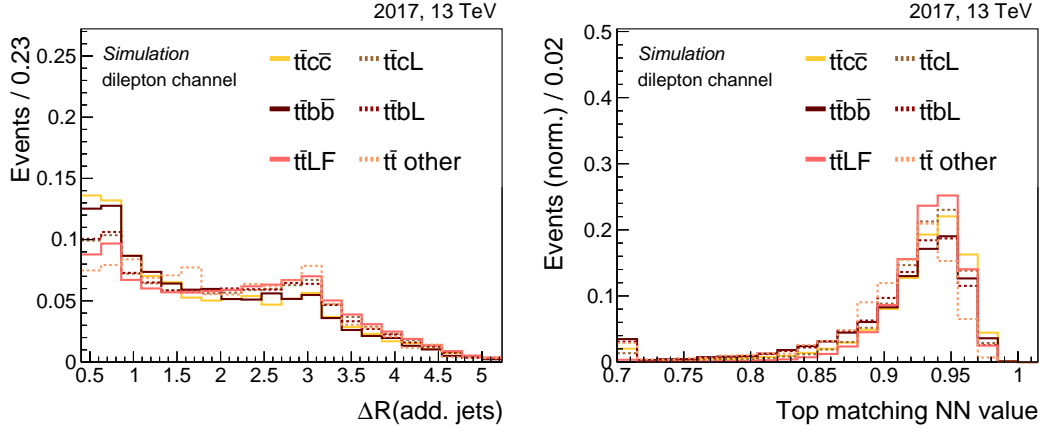 2017, 13 TeV
Events / 0.23
Simulation
dilepton channel
tt̄cc̄
tt̄cL
tt̄bb̄
tt̄bL
tt̄LF
tt̄ other
0.25
0.2
0.15
0.1
0.05
0
0.5 1 1.5 2 2.5 3 3.5 4 4.5 5
ΔR(add. jets)
2017, 13 TeV
Events (norm.) / 0.02
Simulation
dilepton channel
tt̄cc̄
tt̄cL
tt̄bb̄
tt̄bL
tt̄LF
tt̄ other
0.5
0.4
0.3
0.2
0.1
0
0.7 0.75 0.8 0.85 0.9 0.95 1
Top matching NN value